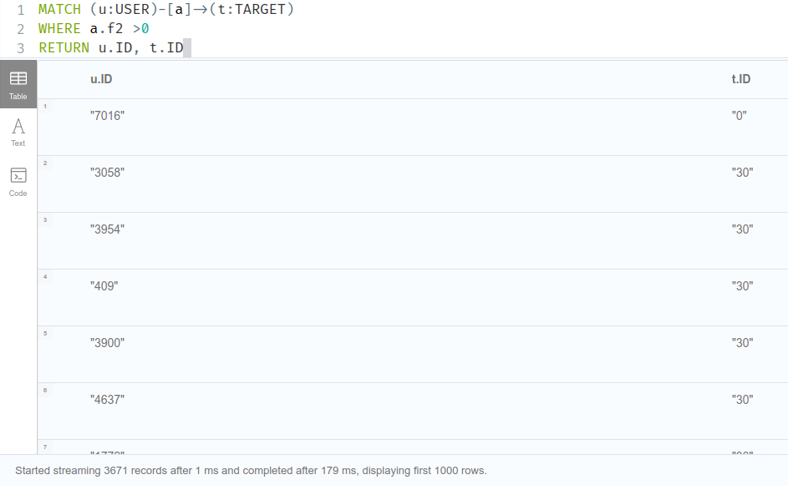 1 MATCH (u:USER)-[a]→(t:TARGET)
2 WHERE a.f2 >0
3 RETURN u.ID, t.ID
Table
Text
Code
u.ID t.ID
1 "7016" "0"
2 "3058" "30"
3 "3954" "30"
4 "409" "30"
5 "3900" "30"
6 "4637" "30"
7
Started streaming 3671 records after 1 ms and completed after 179 ms, displaying first 1000 rows.